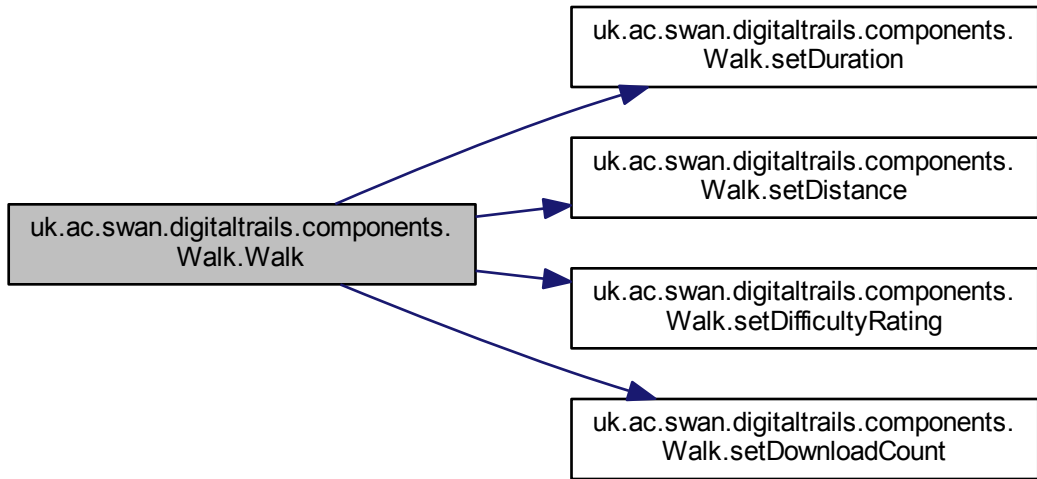 uk.ac.swan.digitaltrails.components.
Walk.setDuration
uk.ac.swan.digitaltrails.components.
Walk.setDistance
uk.ac.swan.digitaltrails.components.
Walk.Walk
uk.ac.swan.digitaltrails.components.
Walk.setDifficultyRating
uk.ac.swan.digitaltrails.components.
Walk.setDownloadCount